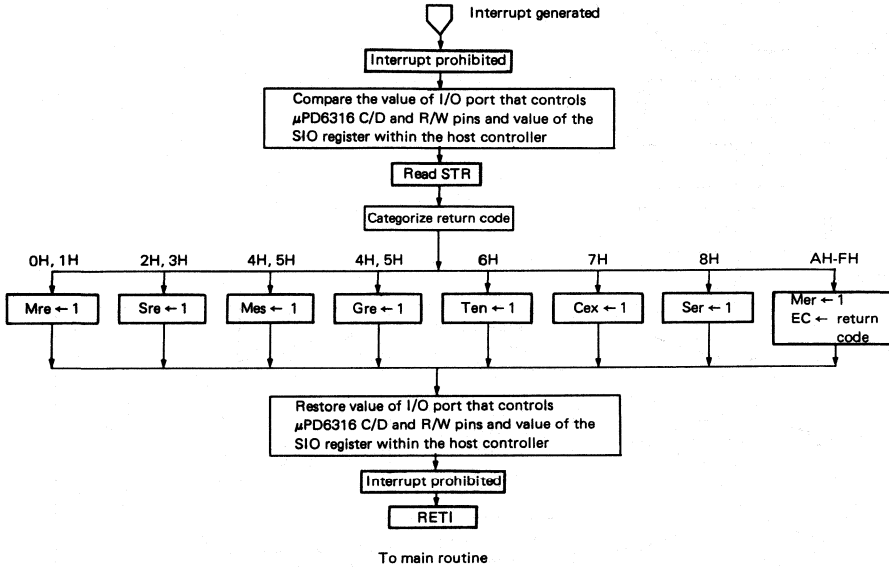 Interrupt generated
Interrupt prohibited
Compare the value of I/O port that controls
µPD6316 C/D and R/W pins and value of the
SIO register within the host controller
Read STR
Categorize return code
0H, 1H
2H, 3H
4H, 5H
4H, 5H
6H
7H
8H
AH-FH
Mre ← 1
Sre ← 1
Mes ← 1
Gre ← 1
Ten ← 1
Cex ← 1
Ser ← 1
Mer ← 1
EC ← return
code
Restore value of I/O port that controls
µPD6316 C/D and R/W pins and value of the
SIO register within the host controller
Interrupt prohibited
RETI
To main routine